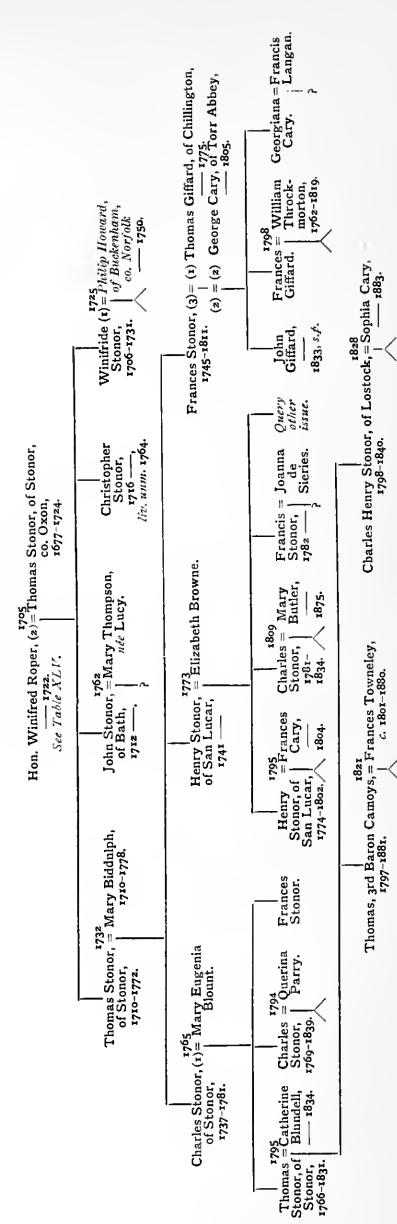 1705
Hon. Winifred Roper, (2)=Thomas Stonor, of Stonor,
—— 1722.
co. Oxon,
See Table XLV.
1677-1724.
1732
Thomas Stonor, = Mary Biddulph,
of Stonor,
1710-1778.
1710-1772.
1762
John Stonor, = Mary Thompson,
of Bath,
née Lucy.
1712 ——.
?
Christopher
Stonor,
1716 ——,
liv. unm. 1764.
1725
Winifride (1)=Philip Howard,
Stonor,
of Buckenham,
1706-1731.
co. Norfolk
—— 1750.
1765
Charles Stonor, (1)= Mary Eugenia
of Stonor,
Blount.
1737-1781.
1773
Henry Stonor, = Elizabeth Browne.
of San Lucar,
1741 ——
Frances Stonor, (3)= (1) Thomas Giffard, of Chillington,
1745-1811.
—— 1775.
(2) = (2) George Cary, of Torr Abbey,
—— 1805.
1795
Thomas =Catherine
Stonor, of
Blundell,
Stonor,
—— 1834.
1766-1831.
1794
Charles = Querina
Stonor,
Parry.
1769-1839.
Frances
Stonor.
1795
Henry =Frances
Stonor, of
Cary,
San Lucar,
—— 1804.
1774-1802.
1809
Charles = Mary
Stonor,
Butler,
1781-
—— 1875.
1834.
Francis = Joanna
Stonor,
de
1782 ——
Sieries.
?
Query
other
issue.
John
Giffard,
——
1833, s.p.
1798
Frances = William
Giffard.
Throck-
morton,
1762-1819.
Georgiana = Francis
Cary.
Langan.
?
1821
Thomas, 3rd Baron Camoys, = Frances Towneley,
1797-1881.
c. 1801-1880.
1828
Charles Henry Stonor, of Lostock, = Sophia Cary,
1798-1840.
—— 1883.